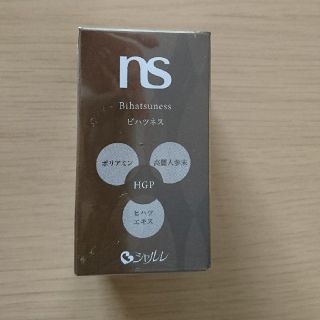 ns
Bihatsuness
ビハツネス
ポリアミン
高麗人参末
HGP
ヒハツ
エキス
シャルレ